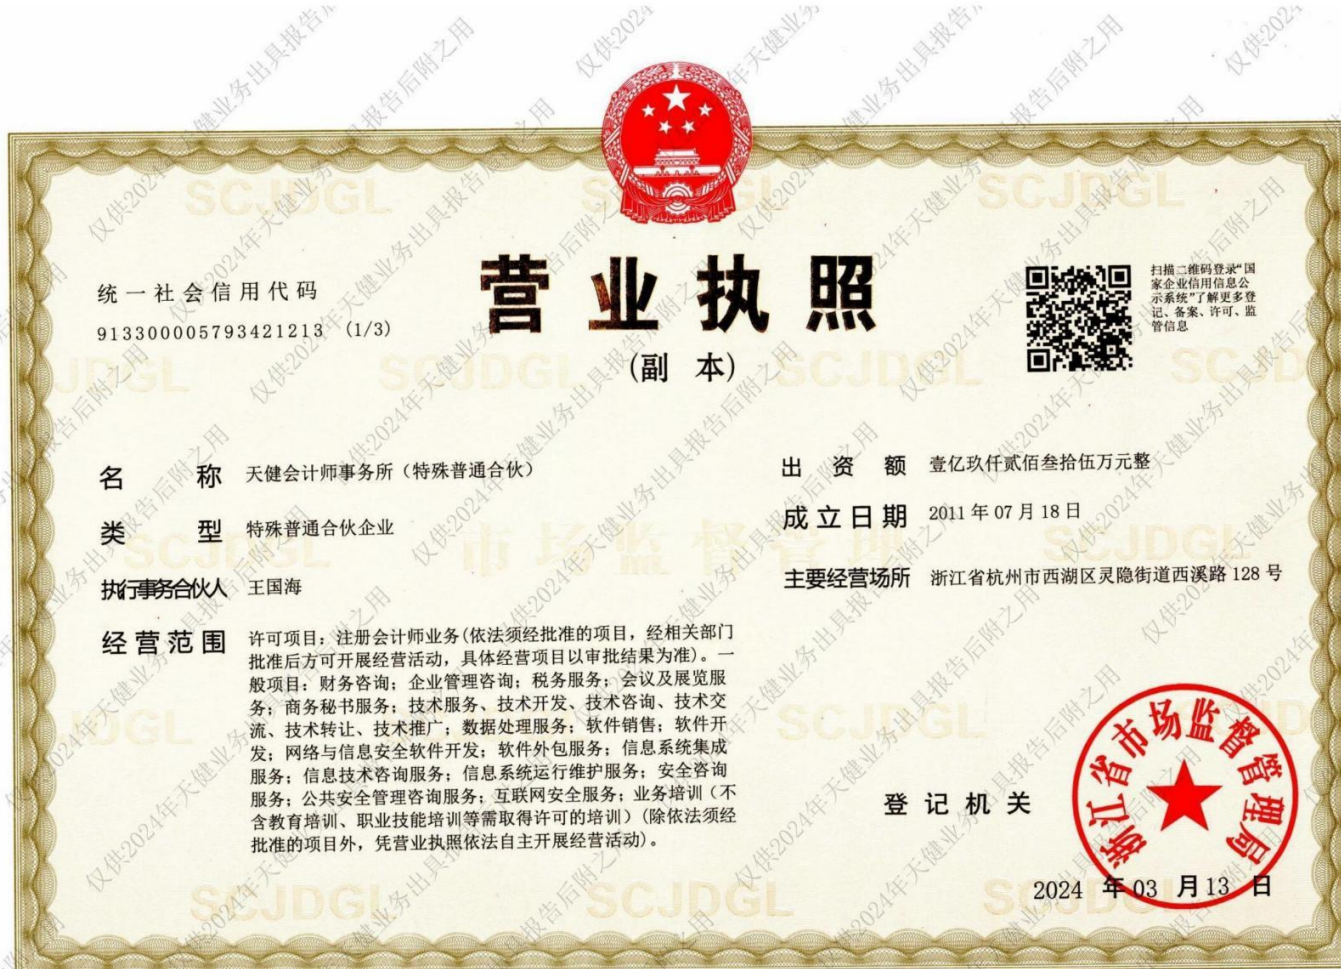 营业执照
(副 本)
统一社会信用代码
913300005793421213 (1/3)
扫描二维码登录“国
家企业信用信息公
示系统”了解更多登
记、备案、许可、监
管信息
名 称 天健会计师事务所（特殊普通合伙）
类 型 特殊普通合伙企业
执行事务合伙人 王国海
经营范围 许可项目：注册会计师业务(依法须经批准的项目，经相关部门
批准后方可开展经营活动，具体经营项目以审批结果为准)。一
般项目：财务咨询；企业管理咨询；税务服务；会议及展览服
务；商务秘书服务；技术服务、技术开发、技术咨询、技术交
流、技术转让、技术推广；数据处理服务；软件销售；软件开
发；网络与信息安全软件开发；软件外包服务；信息系统集成
服务；信息技术咨询服务；信息系统运行维护服务；安全咨询
服务；公共安全管理咨询服务；互联网安全服务；业务培训（不
含教育培训、职业技能培训等需取得许可的培训）(除依法须经
批准的项目外，凭营业执照依法自主开展经营活动)。
出 资 额 壹亿玖仟贰佰叁拾伍万元整
成立日期 2011 年 07 月 18 日
主要经营场所 浙江省杭州市西湖区灵隐街道西溪路 128 号
登记机关
浙江省市场监督管理局
2024 年 03 月 13 日
市场监督管理
SCJDGL
仅供2024年天健业务出具报告后附之用